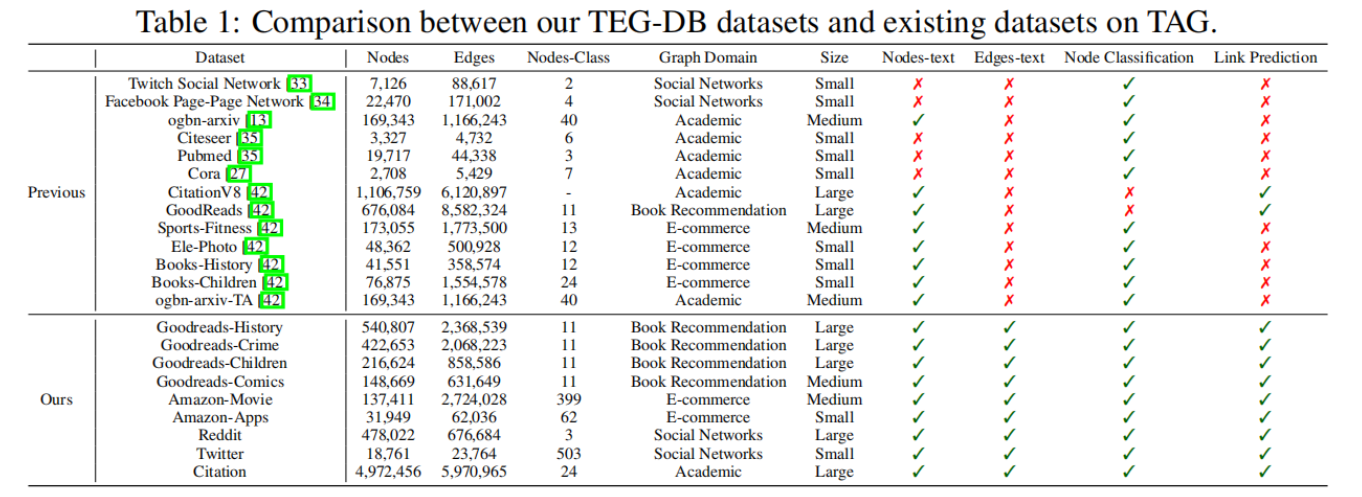 Table 1: Comparison between our TEG-DB datasets and existing datasets on TAG.
Dataset Nodes Edges Nodes-Class Graph Domain Size Nodes-text Edges-text Node Classification Link Prediction
Twitch Social Network [33] 7,126 88,617 2 Social Networks Small ✗ ✗ ✓ ✗
Facebook Page-Page Network [34] 22,470 171,002 4 Social Networks Small ✗ ✗ ✓ ✗
ogbn-arxiv [13] 169,343 1,166,243 40 Academic Medium ✓ ✗ ✓ ✗
Citeseer [35] 3,327 4,732 6 Academic Small ✗ ✗ ✓ ✗
Pubmed [35] 19,717 44,338 3 Academic Small ✗ ✗ ✓ ✗
Cora [27] 2,708 5,429 7 Academic Small ✗ ✗ ✓ ✗
Previous CitationV8 [42] 1,106,759 6,120,897 - Academic Large ✓ ✗ ✗ ✓
GoodReads [42] 676,084 8,582,324 11 Book Recommendation Large ✓ ✗ ✗ ✓
Sports-Fitness [42] 173,055 1,773,500 13 E-commerce Medium ✓ ✗ ✓ ✗
Ele-Photo [42] 48,362 500,928 12 E-commerce Small ✓ ✗ ✓ ✗
Books-History [42] 41,551 358,574 12 E-commerce Small ✓ ✗ ✓ ✗
Books-Children [42] 76,875 1,554,578 24 E-commerce Small ✓ ✗ ✓ ✗
ogbn-arxiv-TA [42] 169,343 1,166,243 40 Academic Medium ✓ ✗ ✓ ✗
Goodreads-History 540,807 2,368,539 11 Book Recommendation Large ✓ ✓ ✓ ✓
Goodreads-Crime 422,653 2,068,223 11 Book Recommendation Large ✓ ✓ ✓ ✓
Goodreads-Children 216,624 858,586 11 Book Recommendation Large ✓ ✓ ✓ ✓
Goodreads-Comics 148,669 631,649 11 Book Recommendation Medium ✓ ✓ ✓ ✓
Ours Amazon-Movie 137,411 2,724,028 399 E-commerce Medium ✓ ✓ ✓ ✓
Amazon-Apps 31,949 62,036 62 E-commerce Small ✓ ✓ ✓ ✓
Reddit 478,022 676,684 3 Social Networks Large ✓ ✓ ✓ ✓
Twitter 18,761 23,764 503 Social Networks Small ✓ ✓ ✓ ✓
Citation 4,972,456 5,970,965 24 Academic Large ✓ ✓ ✓ ✓